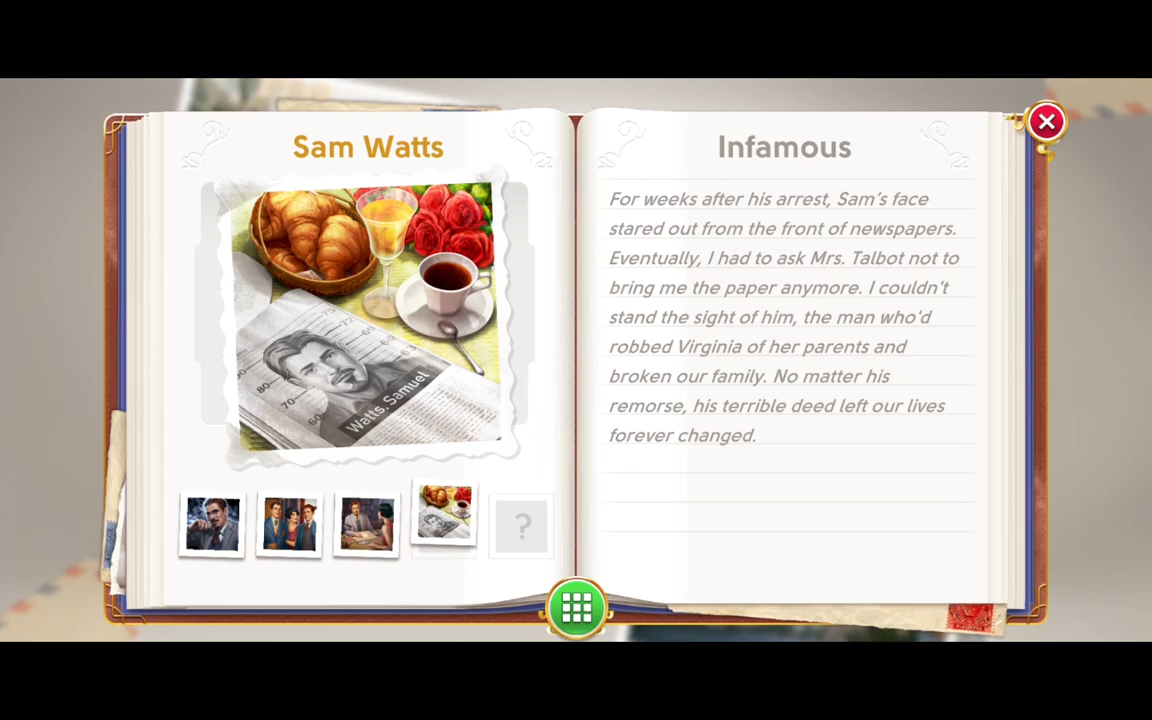 Sam Watts
Watts, Samuel
?
Infamous
For weeks after his arrest, Sam's face
stared out from the front of newspapers.
Eventually, I had to ask Mrs. Talbot not to
bring me the paper anymore. I couldn't
stand the sight of him, the man who'd
robbed Virginia of her parents and
broken our family. No matter his
remorse, his terrible deed left our lives
forever changed.